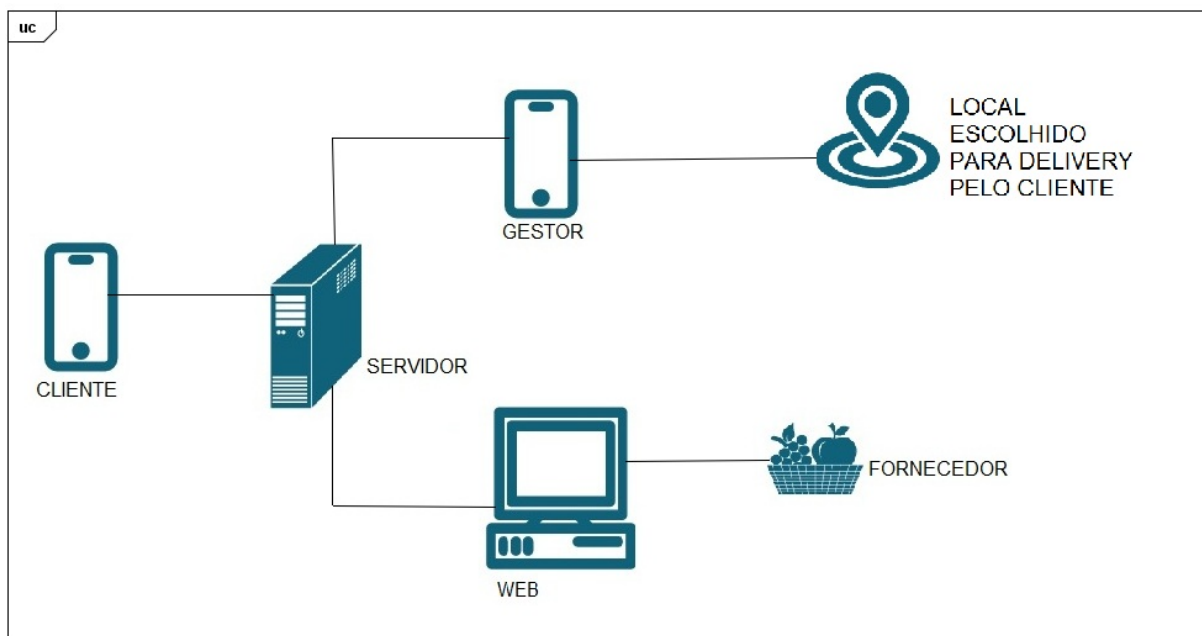 uc
LOCAL
ESCOLHIDO
PARA DELIVERY
PELO CLIENTE
GESTOR
SERVIDOR
CLIENTE
FORNECEDOR
WEB